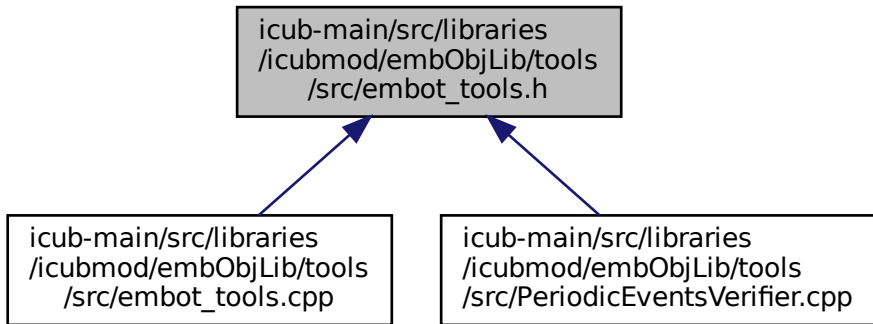 icub-main/src/libraries
/icubmod/embObjLib/tools
/src/embot_tools.h
icub-main/src/libraries
/icubmod/embObjLib/tools
/src/embot_tools.cpp
icub-main/src/libraries
/icubmod/embObjLib/tools
/src/PeriodicEventsVerifier.cpp